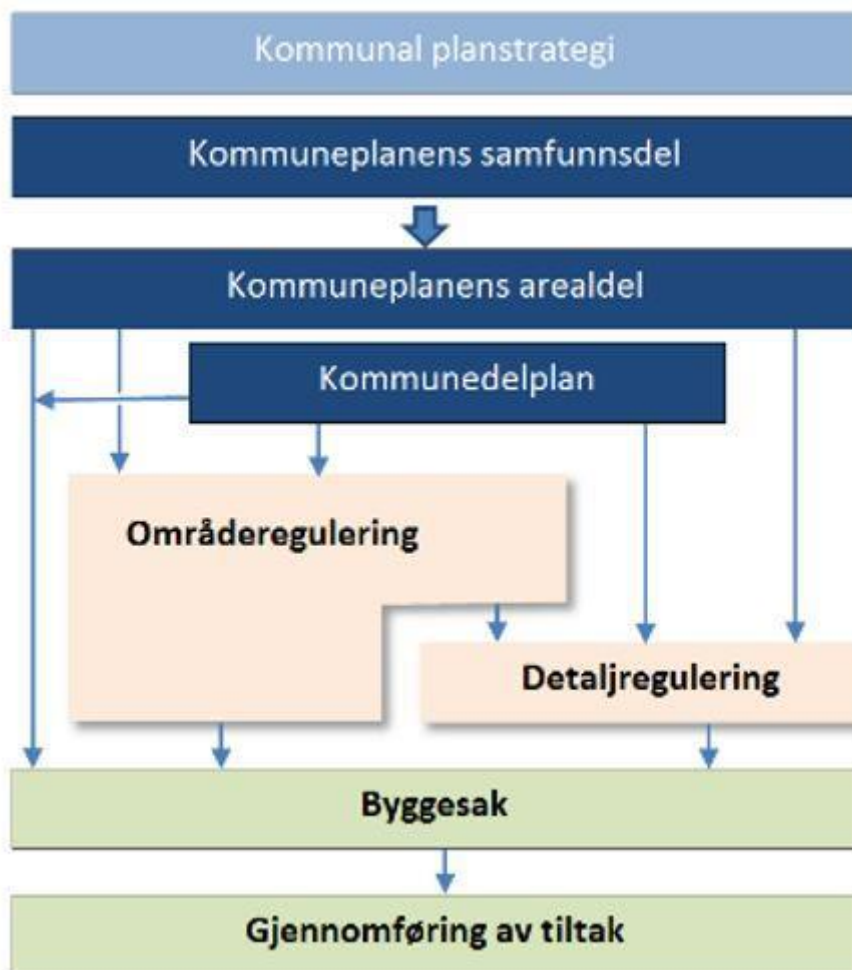 Kommunal planstrategi
Kommuneplanens samfunnsdel
Kommuneplanens arealdel
Kommunedelplan
Områderegulering
Detaljregulering
Byggesak
Gjennomføring av tiltak